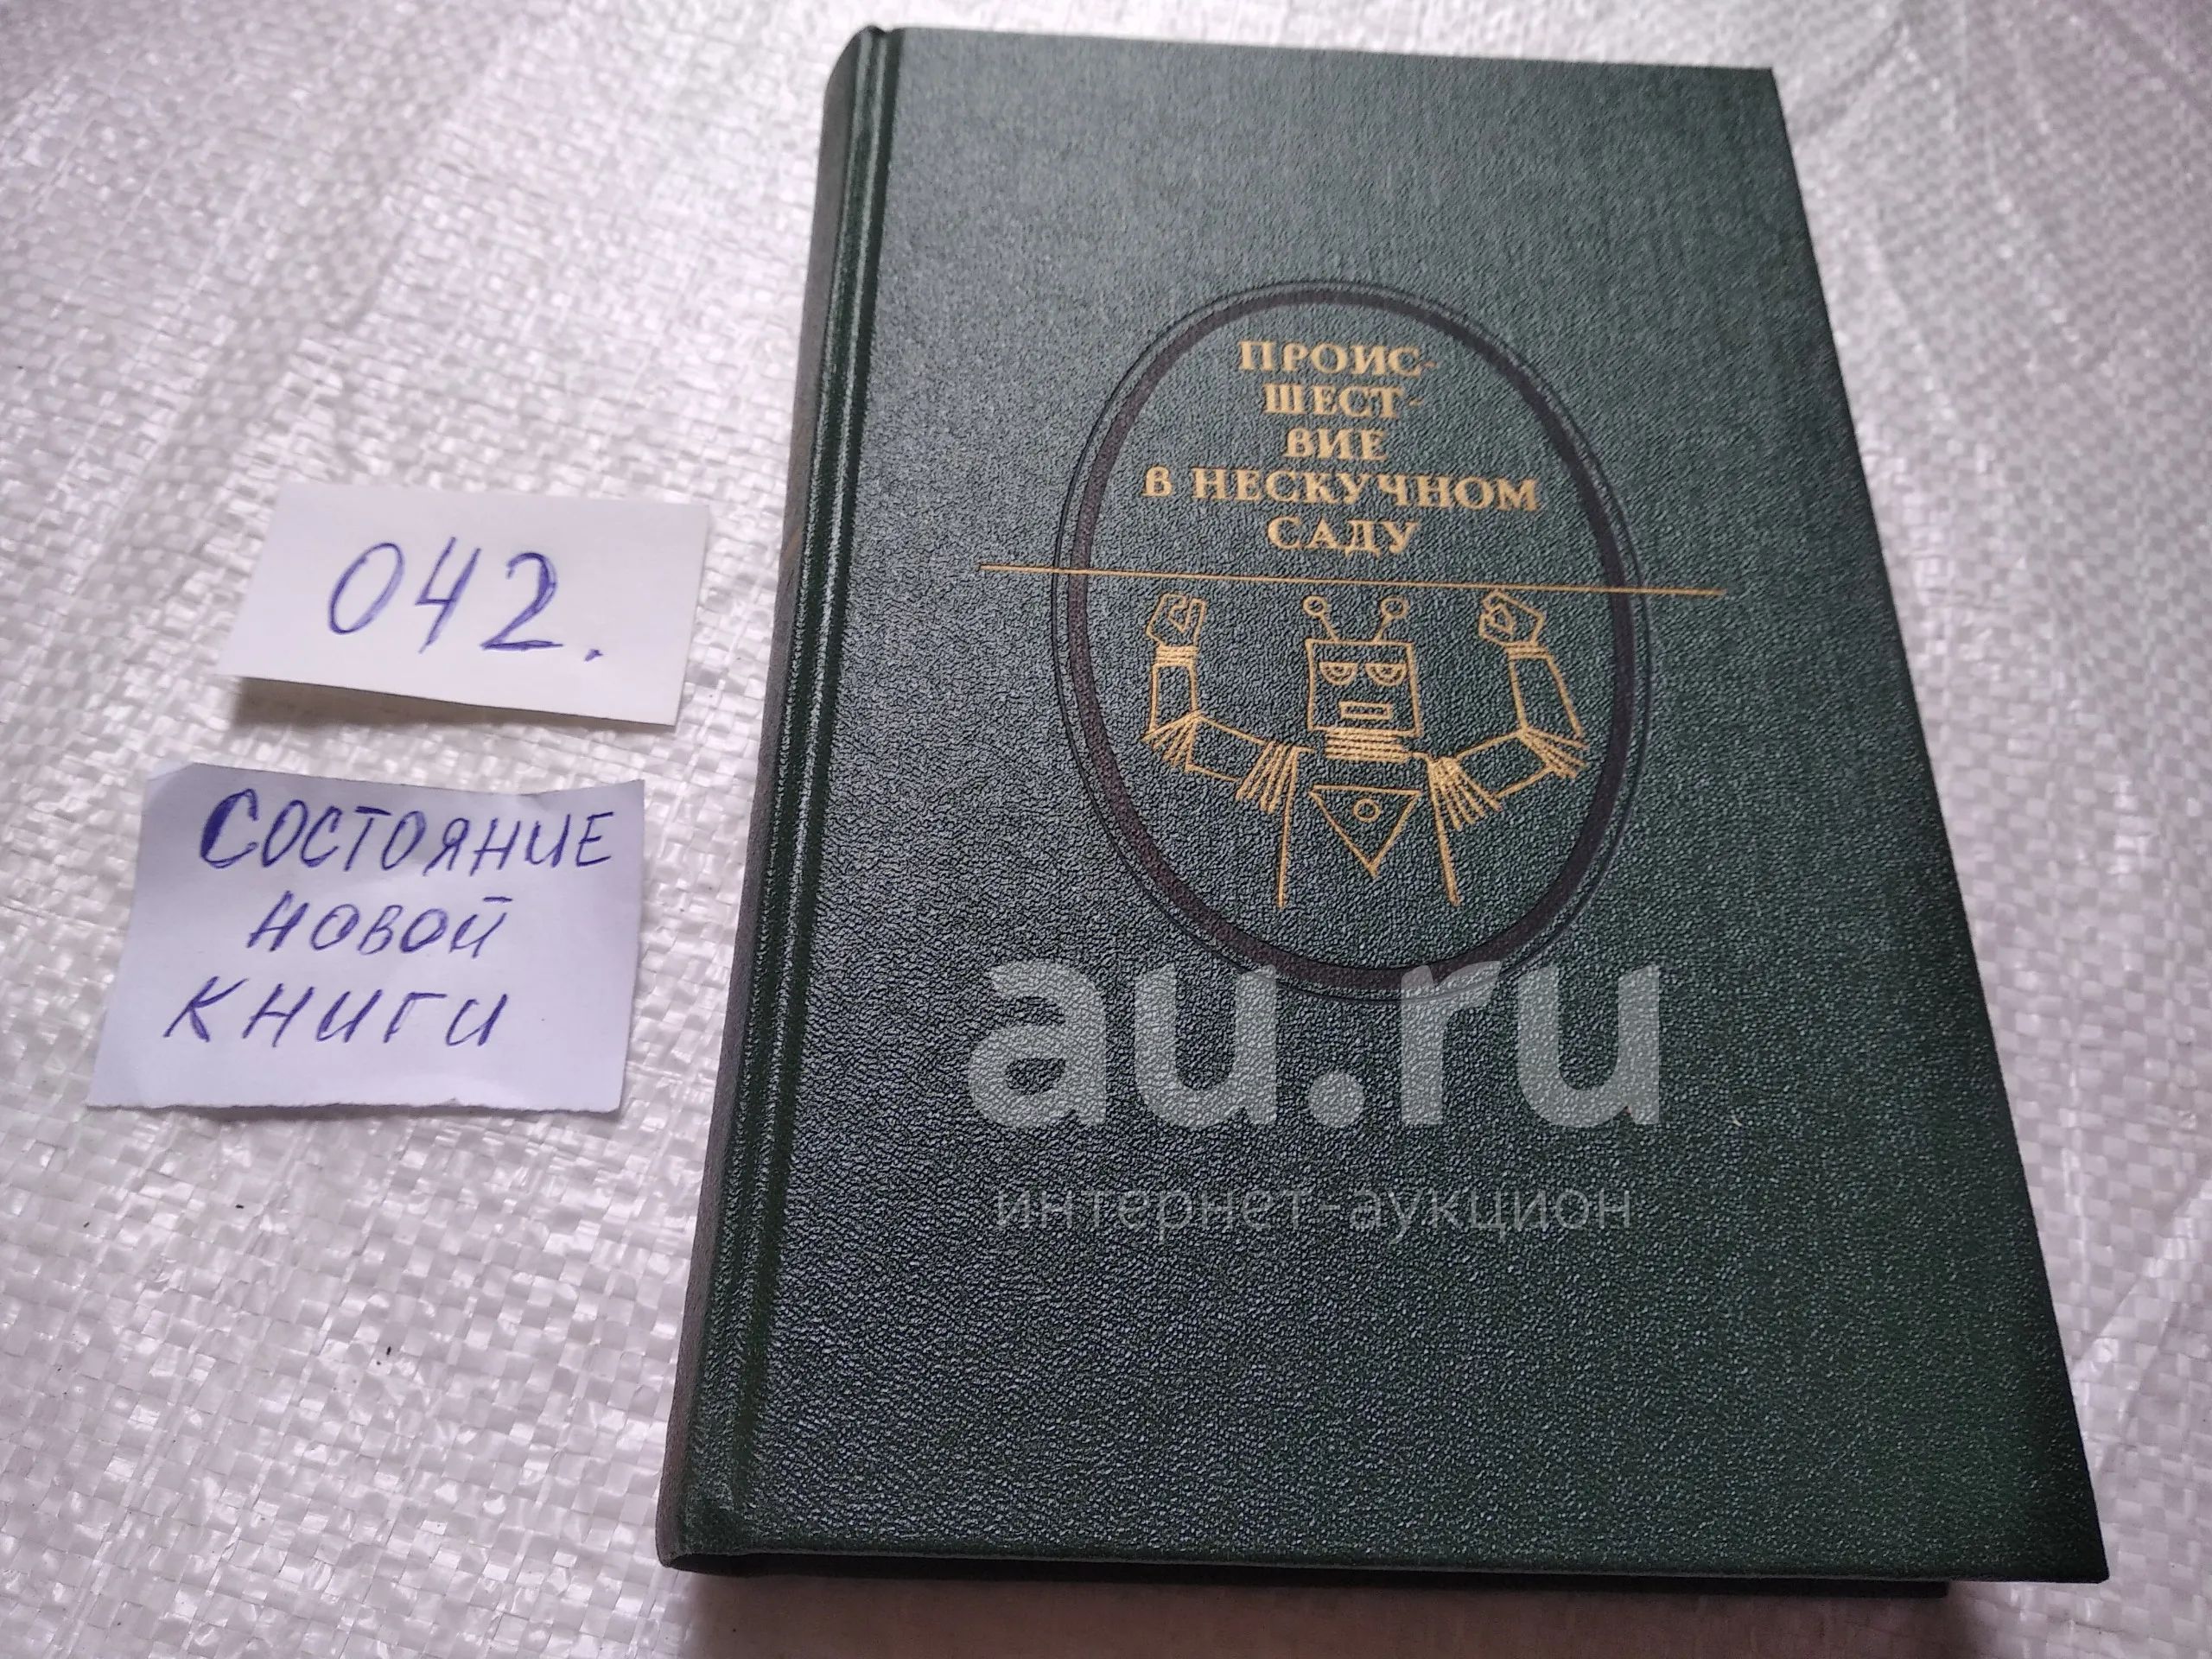 ПРОИС-
ШЕСТ-
ВИЕ
В НЕСКУЧНОМ
САДУ
042.
СОСТОЯНИЕ
НОВОЙ
КНИГИ
au.ru
интернет-аукцион